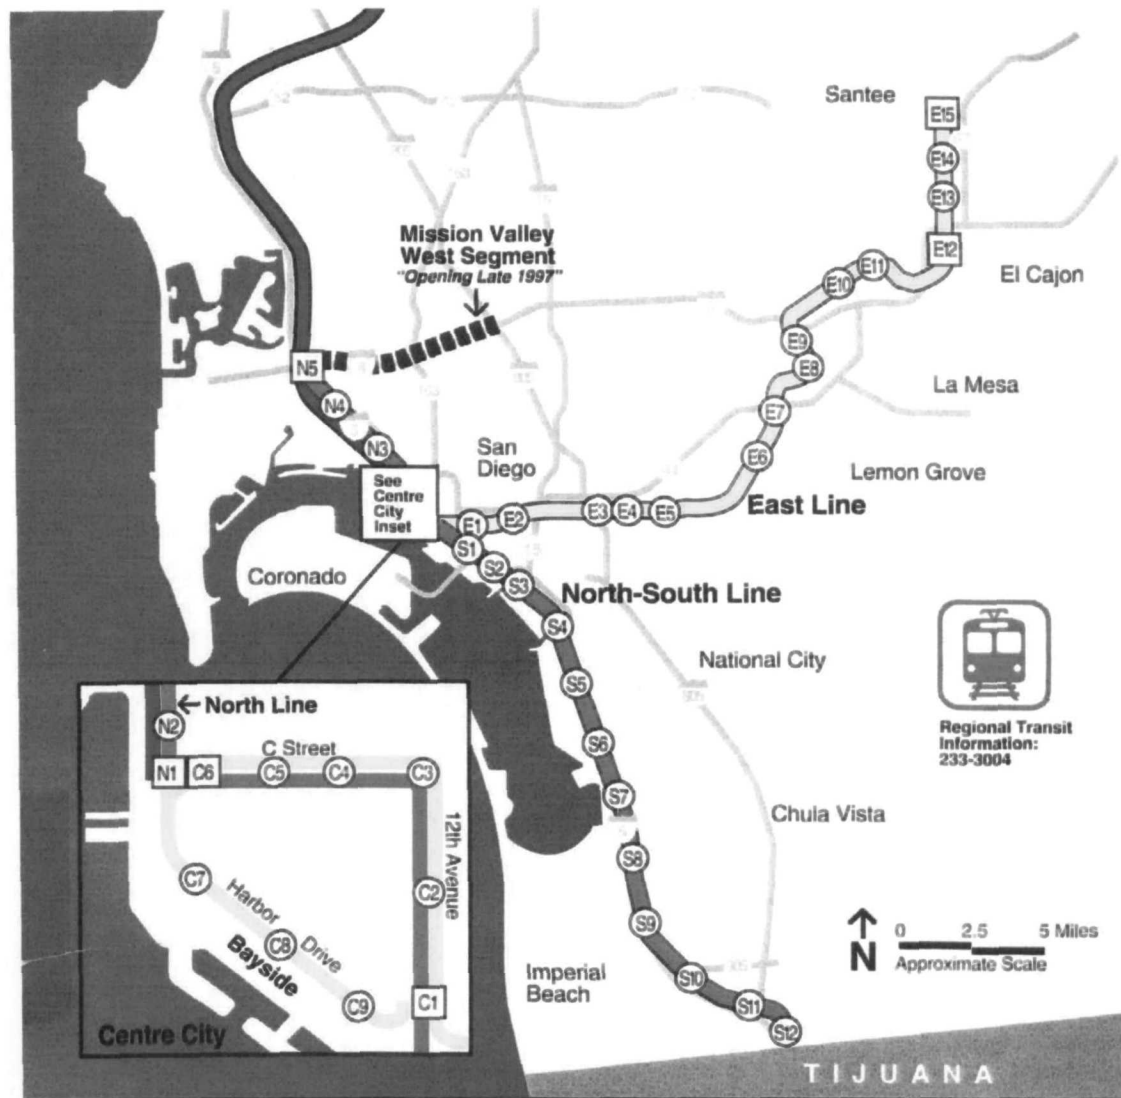 Santee
E15
E14
E13
E12
Mission Valley
West Segment
"Opening Late 1997"
E11
E10
El Cajon
E9
E8
N5
N4
N3
La Mesa
E7
E6
San
Diego
Lemon Grove
See
Centre
City
Inset
East Line
E1
E2
E3
E4
E5
S1
S2
S3
Coronado
North-South Line
S4
National City
S5
North Line
N2
C Street
N1
C6
C5
C4
C3
S6
Regional Transit
Information:
233-3004
S7
Chula Vista
12th Avenue
S8
C7
C2
Harbor
Drive
C8
Bayside
S9
0 2.5 5 Miles
N
Approximate Scale
Imperial
Beach
S10
C9
C1
S11
S12
Centre City
TIJUANA